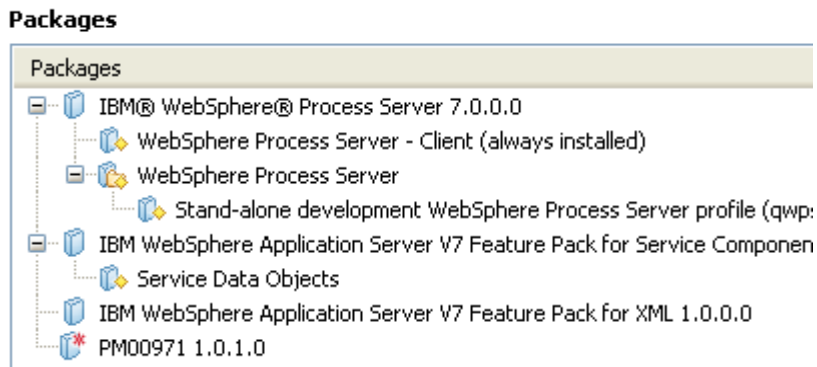 Packages
Packages
IBM® WebSphere® Process Server 7.0.0.0
WebSphere Process Server - Client (always installed)
WebSphere Process Server
Stand-alone development WebSphere Process Server profile (qwps
IBM WebSphere Application Server V7 Feature Pack for Service Componen
Service Data Objects
IBM WebSphere Application Server V7 Feature Pack for XML 1.0.0.0
PM00971 1.0.1.0